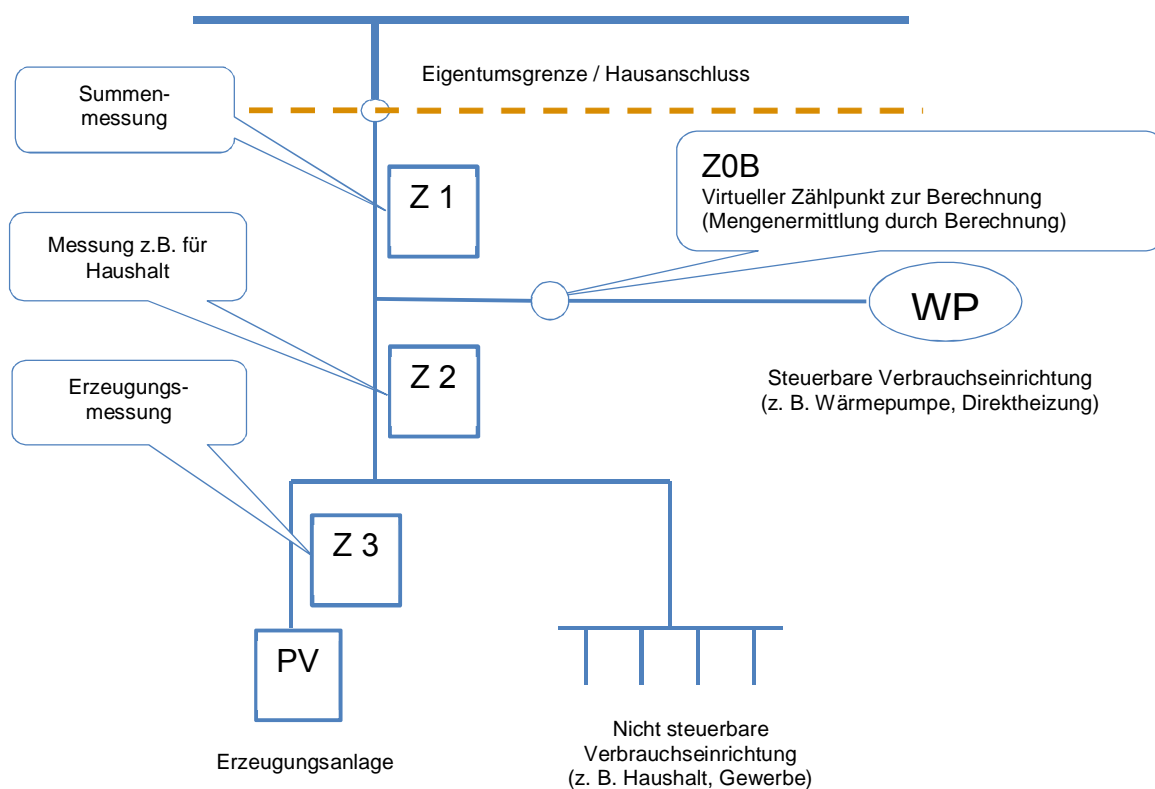 Eigentumsgrenze / Hausanschluss
Summen-
messung
Z 1
Z0B
Virtueller Zählpunkt zur Berechnung
(Mengenermittlung durch Berechnung)
Messung z.B. für
Haushalt
WP
Z 2
Steuerbare Verbrauchseinrichtung
(z. B. Wärmepumpe, Direktheizung)
Erzeugungs-
messung
Z 3
PV
Erzeugungsanlage
Nicht steuerbare
Verbrauchseinrichtung
(z. B. Haushalt, Gewerbe)